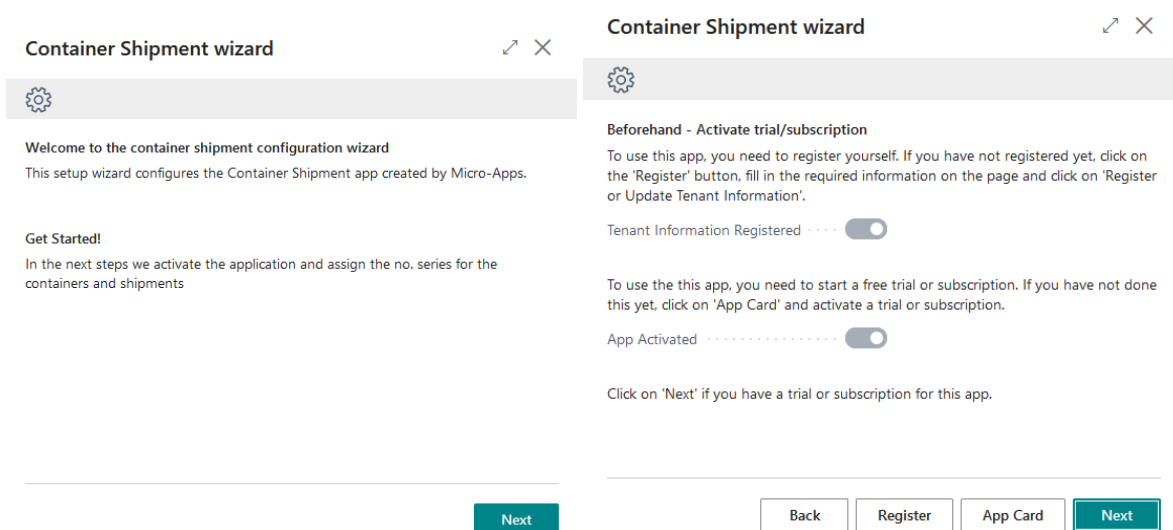 Container Shipment wizard
Welcome to the container shipment configuration wizard
This setup wizard configures the Container Shipment app created by Micro-Apps.
Get Started!
In the next steps we activate the application and assign the no. series for the
containers and shipments
Next
Container Shipment wizard
Beforehand - Activate trial/subscription
To use this app, you need to register yourself. If you have not registered yet, click on
the 'Register' button, fill in the required information on the page and click on 'Register
or Update Tenant Information'.
Tenant Information Registered
To use the this app, you need to start a free trial or subscription. If you have not done
this yet, click on 'App Card' and activate a trial or subscription.
App Activated
Click on 'Next' if you have a trial or subscription for this app.
Back
Register
App Card
Next